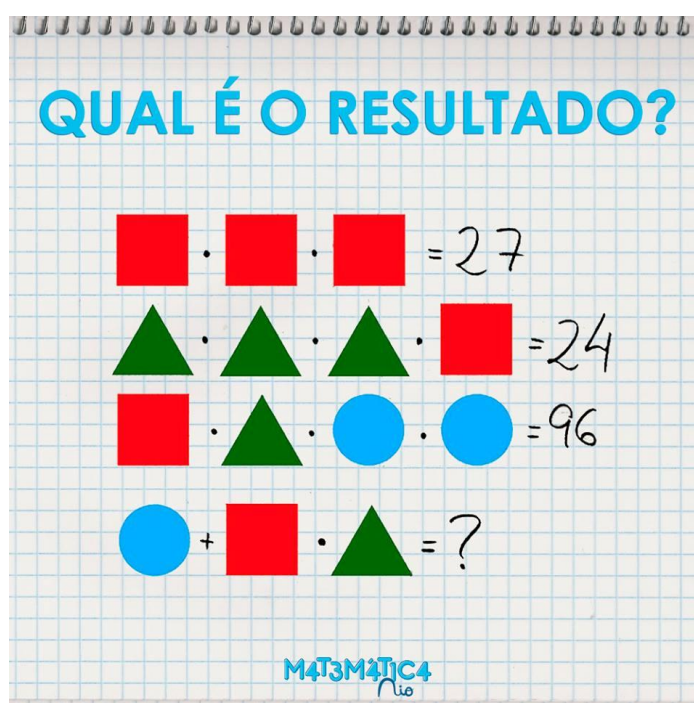 QUAL É O RESULTADO?
· · = 27
· · · = 24
· · · = 96
+ · = ?
M4T3M4T1C4
Rio